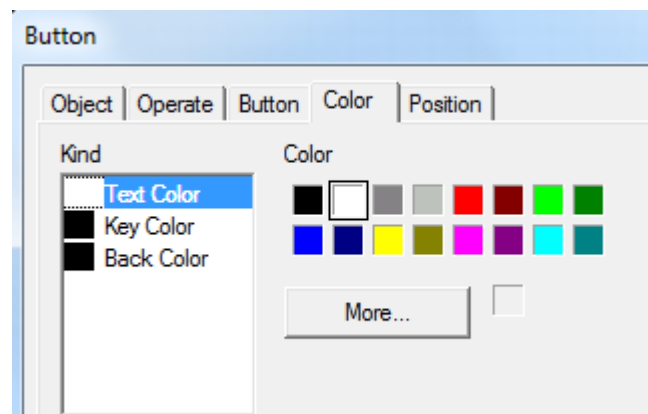 Button
Object Operate Button Color Position
Kind Color
Text Color
Key Color
Back Color
More...